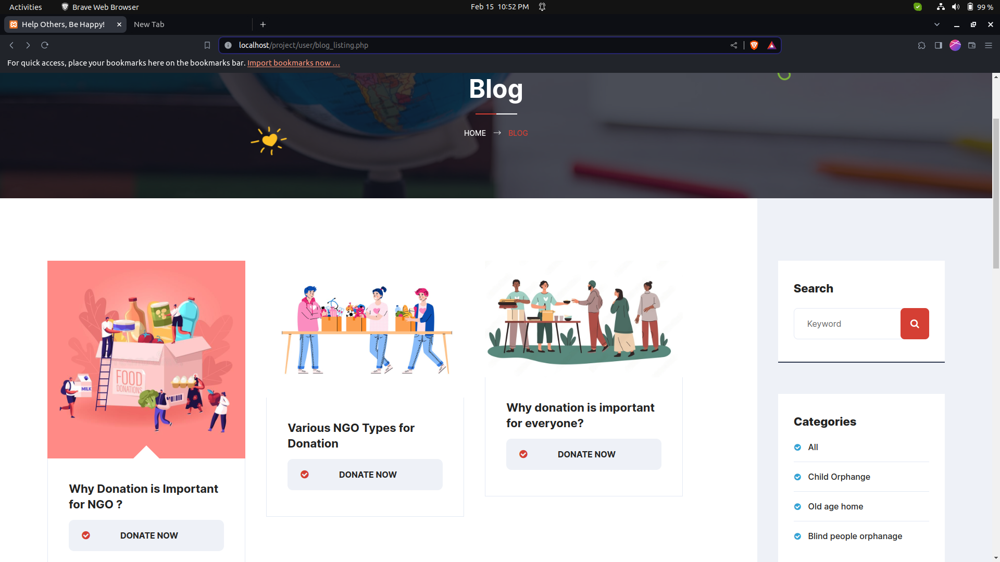 Activities
Brave Web Browser
Feb 15 10:52 PM
99 %
Help Others, Be Happy!
New Tab
localhost/project/user/blog_listing.php
For quick access, place your bookmarks here on the bookmarks bar. Import bookmarks now …
Blog
HOME
BLOG
FOOD
DONATIONS
MILK
Why Donation is Important
for NGO ?
DONATE NOW
Various NGO Types for
Donation
DONATE NOW
Why donation is important
for everyone?
DONATE NOW
Search
Keyword
Categories
All
Child Orphange
Old age home
Blind people orphanage